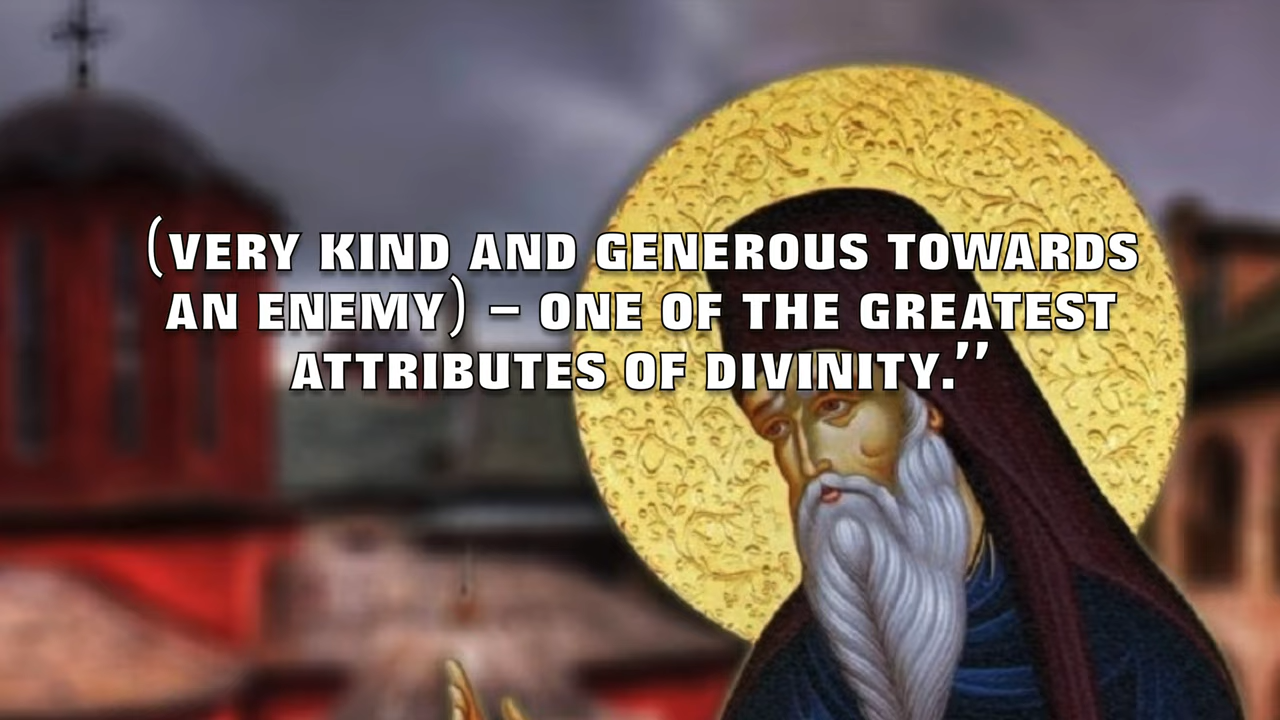 (VERY KIND AND GENEROUS TOWARDS
AN ENEMY) – ONE OF THE GREATEST
ATTRIBUTES OF DIVINITY.’’